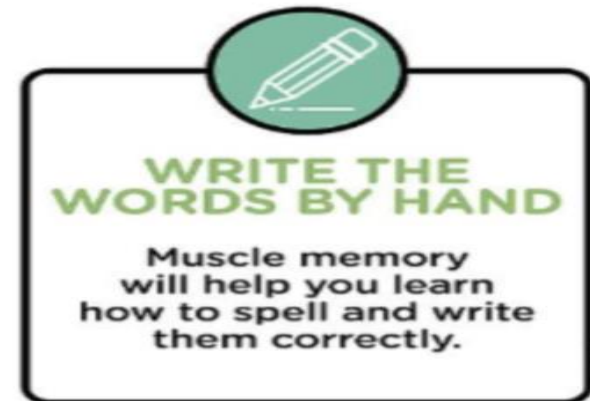 WRITE THE
WORDS BY HAND
Muscle memory
will help you learn
how to spell and write
them correctly.